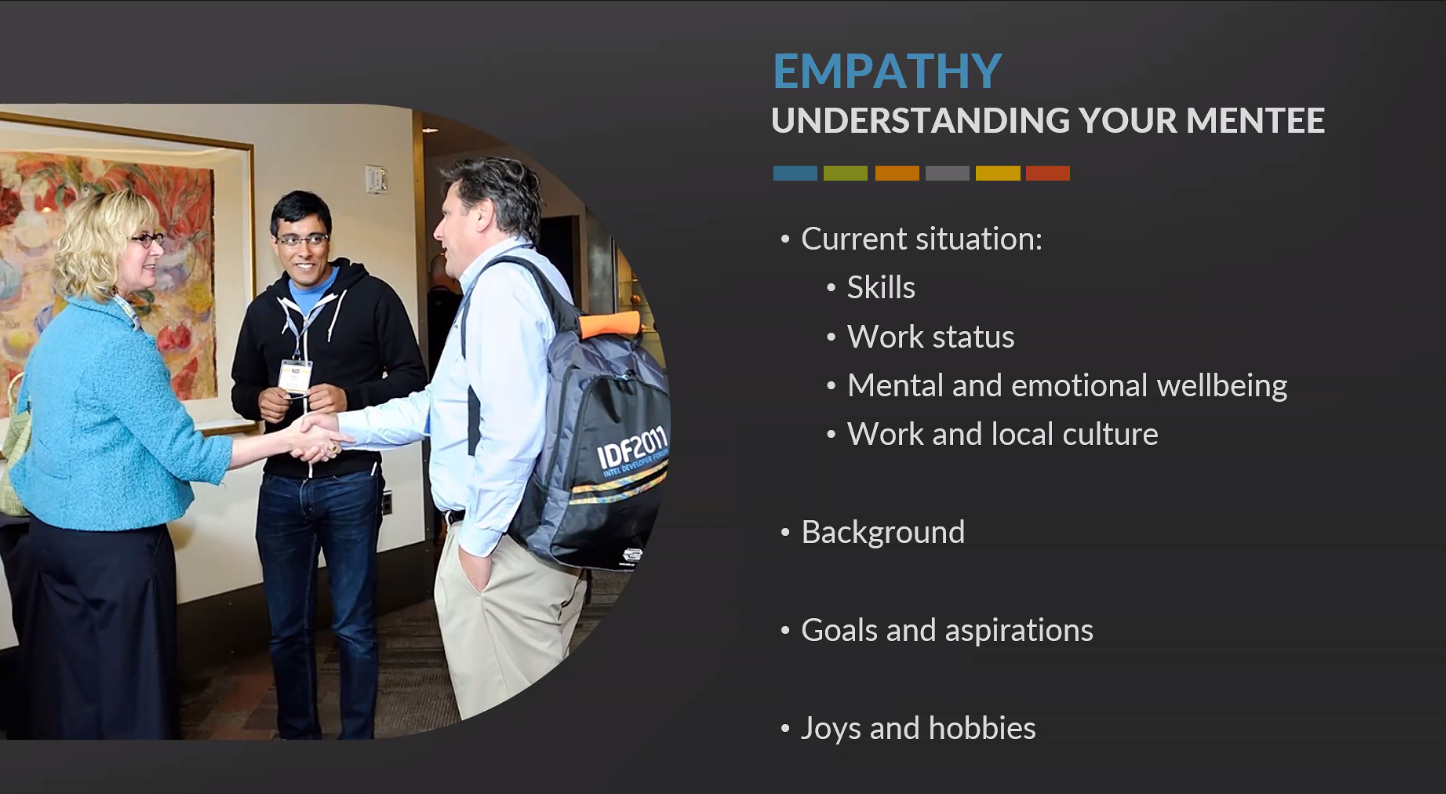 EMPATHY
UNDERSTANDING YOUR MENTEE
• Current situation:
• Skills
• Work status
• Mental and emotional wellbeing
• Work and local culture
• Background
• Goals and aspirations
• Joys and hobbies
IDF2011
INTEL DEVELOPER FORUM